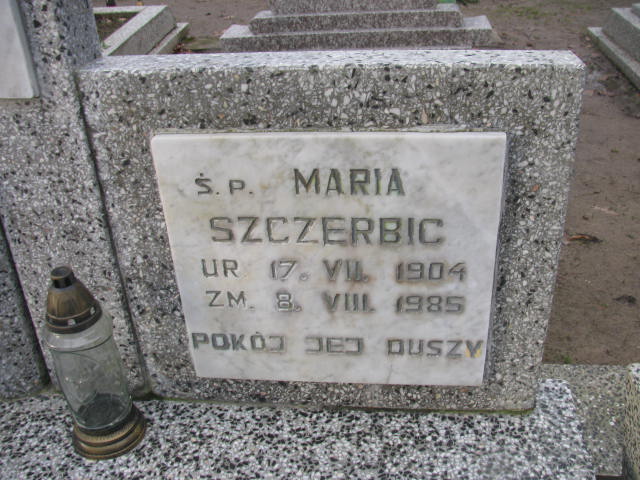 Ś. P. MARIA
SZCZERBIC
UR 17. VII. 1904
ZM. 8. VIII. 1985
POKÓJ JEJ DUSZY